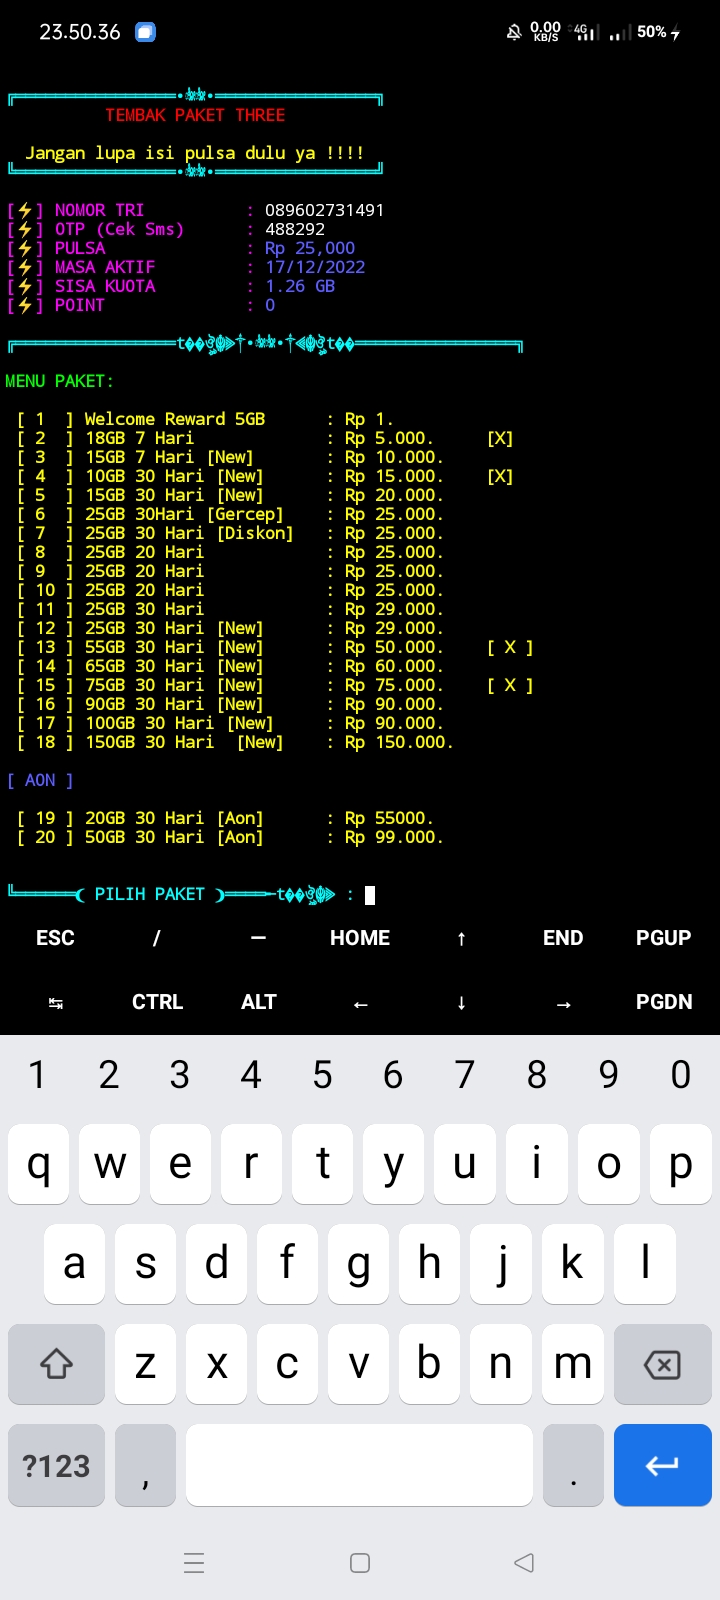 23.50.36 0.00 KB/S 4G 50%
TEMBAK PAKET THREE
Jangan lupa isi pulsa dulu ya !!!!
[⚡] NOMOR TRI : 089602731491
[⚡] OTP (Cek Sms) : 488292
[⚡] PULSA : Rp 25,000
[⚡] MASA AKTIF : 17/12/2022
[⚡] SISA KUOTA : 1.26 GB
[⚡] POINT : 0
MENU PAKET:
[ 1 ] Welcome Reward 5GB : Rp 1.
[ 2 ] 18GB 7 Hari : Rp 5.000. [X]
[ 3 ] 15GB 7 Hari [New] : Rp 10.000.
[ 4 ] 10GB 30 Hari [New] : Rp 15.000. [X]
[ 5 ] 15GB 30 Hari [New] : Rp 20.000.
[ 6 ] 25GB 30Hari [Gercep] : Rp 25.000.
[ 7 ] 25GB 30 Hari [Diskon] : Rp 25.000.
[ 8 ] 25GB 20 Hari : Rp 25.000.
[ 9 ] 25GB 20 Hari : Rp 25.000.
[ 10 ] 25GB 20 Hari : Rp 25.000.
[ 11 ] 25GB 30 Hari : Rp 29.000.
[ 12 ] 25GB 30 Hari [New] : Rp 29.000.
[ 13 ] 55GB 30 Hari [New] : Rp 50.000. [ X ]
[ 14 ] 65GB 30 Hari [New] : Rp 60.000.
[ 15 ] 75GB 30 Hari [New] : Rp 75.000. [ X ]
[ 16 ] 90GB 30 Hari [New] : Rp 90.000.
[ 17 ] 100GB 30 Hari [New] : Rp 90.000.
[ 18 ] 150GB 30 Hari [New] : Rp 150.000.
[ AON ]
[ 19 ] 20GB 30 Hari [Aon] : Rp 55000.
[ 20 ] 50GB 30 Hari [Aon] : Rp 99.000.
❨ PILIH PAKET ❩ :
ESC / — HOME ↑ END PGUP
↹ CTRL ALT ← ↓ → PGDN
1 2 3 4 5 6 7 8 9 0
q w e r t y u i o p
a s d f g h j k l
z x c v b n m
?123 , .